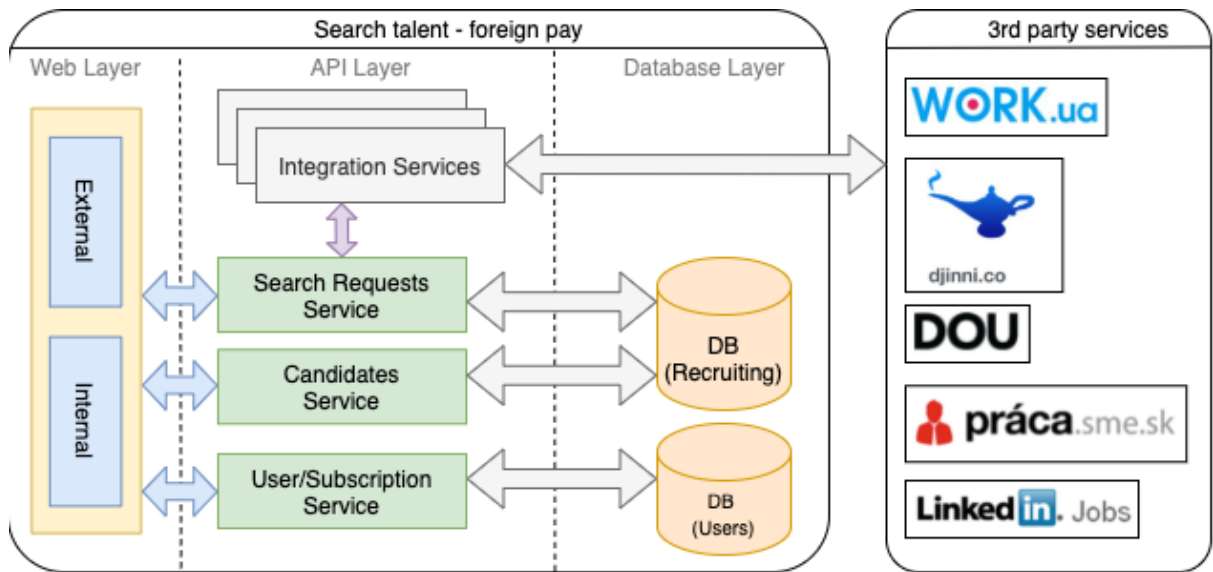 Search talent - foreign pay
Web Layer
API Layer
Database Layer
External
Internal
Integration Services
Search Requests
Service
Candidates
Service
User/Subscription
Service
DB
(Recruiting)
DB
(Users)
3rd party services
WORK.ua
djinni.co
DOU
práca.sme.sk
Linked in. Jobs